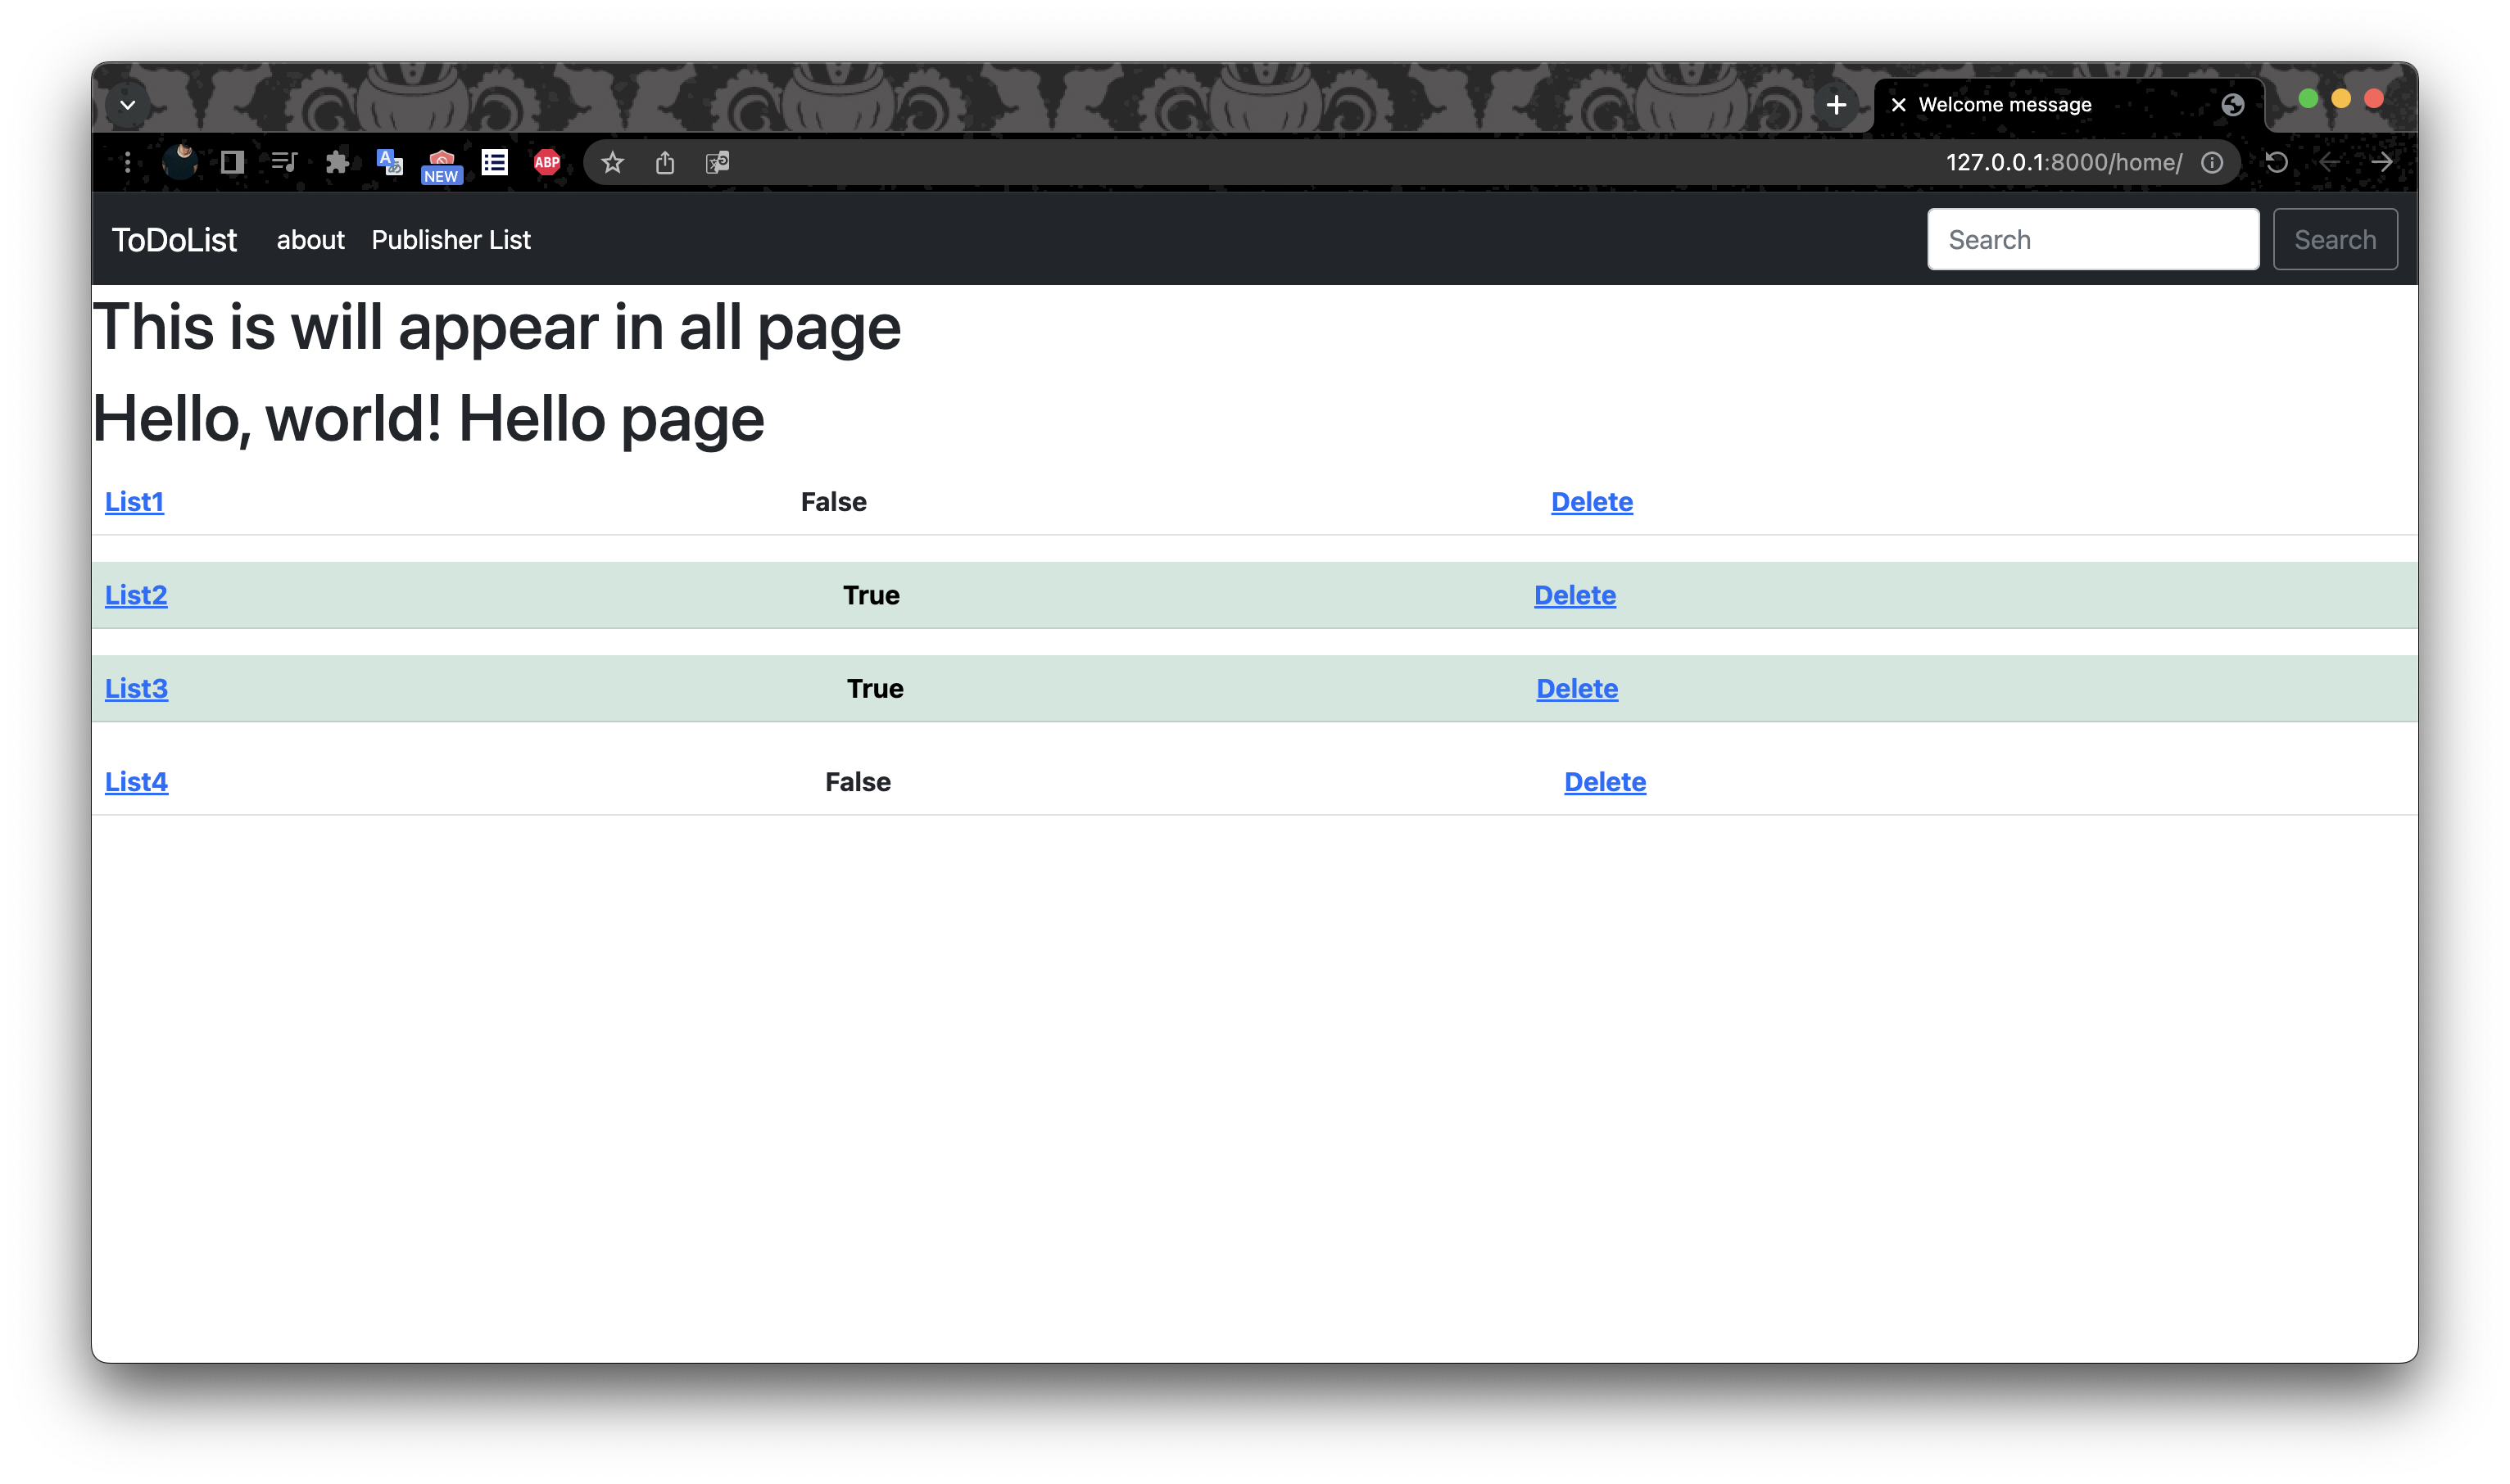 Welcome message
NEW ABP 127.0.0.1:8000/home/
ToDoList about Publisher List Search Search
This is will appear in all page
Hello, world! Hello page
List1 False Delete
List2 True Delete
List3 True Delete
List4 False Delete